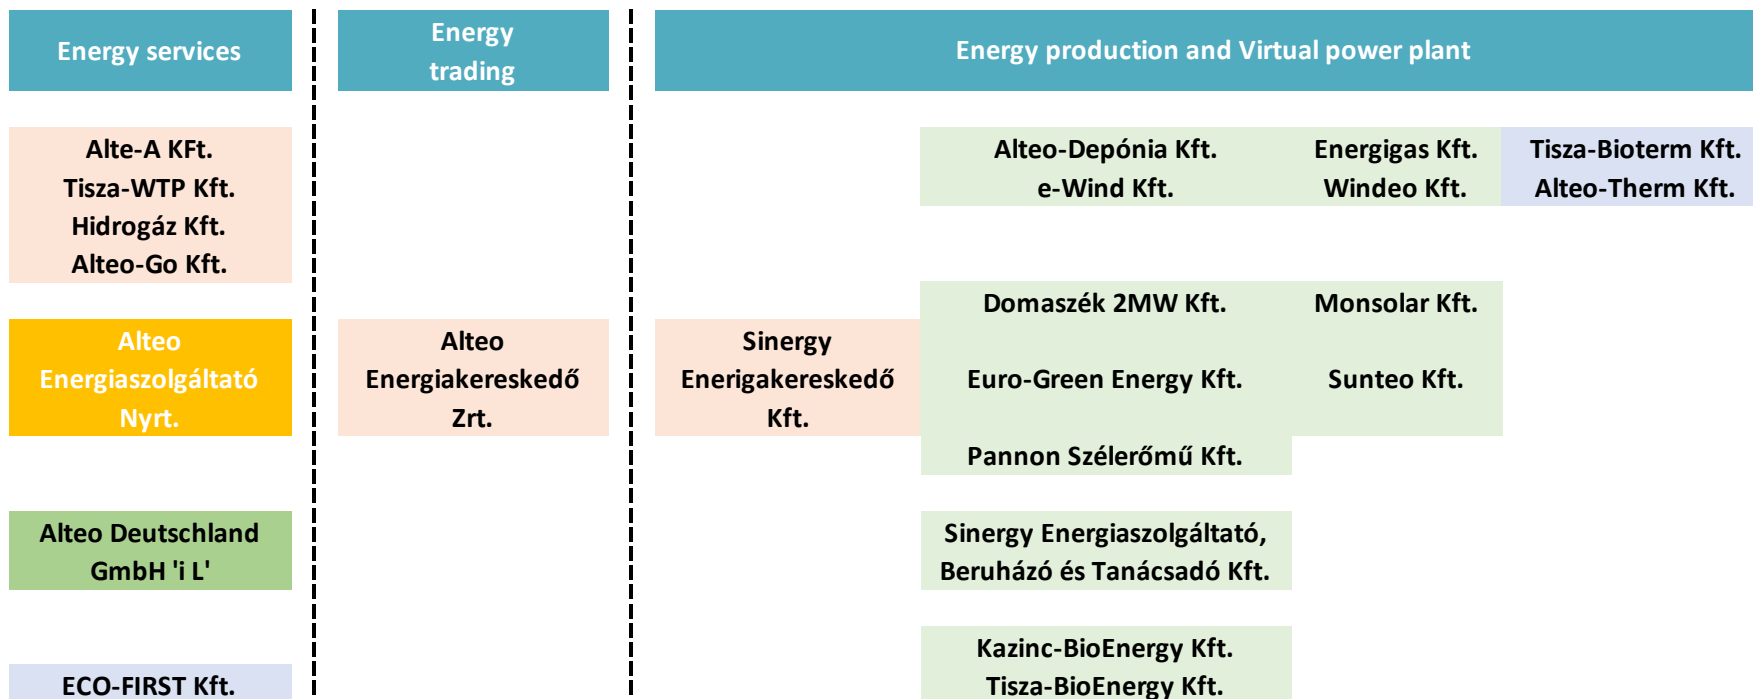 Energy services
Energy
trading
Energy production and Virtual power plant
Alte-A KFt.
Tisza-WTP Kft.
Hidrogáz Kft.
Alteo-Go Kft.
Alteo-Depónia Kft.
e-Wind Kft.
Energigas Kft.
Windeo Kft.
Tisza-Bioterm Kft.
Alteo-Therm Kft.
Alteo
Energiaszolgáltató
Nyrt.
Alteo
Energiakereskedő
Zrt.
Sinergy
Enerigakereskedő
Kft.
Domaszék 2MW Kft.
Monsolar Kft.
Euro-Green Energy Kft.
Sunteo Kft.
Pannon Szélerőmű Kft.
Alteo Deutschland
GmbH 'i L'
Sinergy Energiaszolgáltató,
Beruházó és Tanácsadó Kft.
ECO-FIRST Kft.
Kazinc-BioEnergy Kft.
Tisza-BioEnergy Kft.